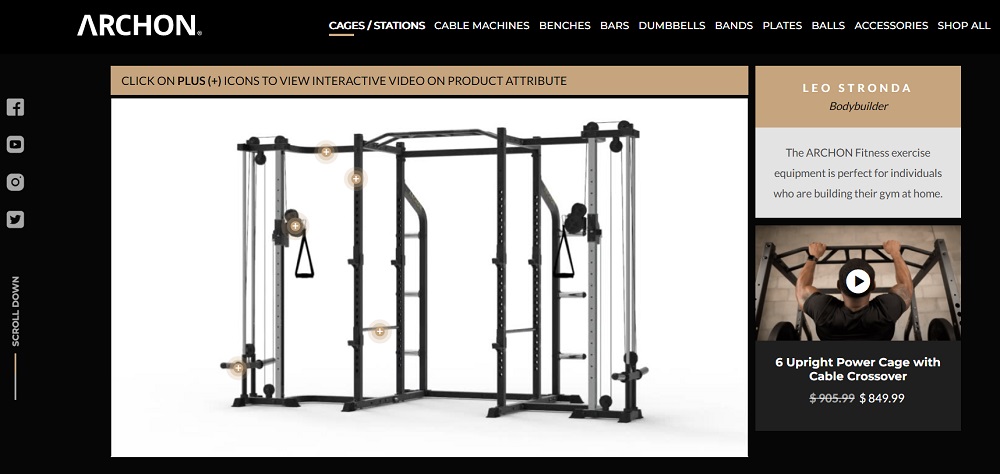 ARCHON®
CAGES / STATIONS CABLE MACHINES BENCHES BARS DUMBBELLS BANDS PLATES BALLS ACCESSORIES SHOP ALL
CLICK ON PLUS (+) ICONS TO VIEW INTERACTIVE VIDEO ON PRODUCT ATTRIBUTE
SCROLL DOWN
LEO STRONDA
Bodybuilder
The ARCHON Fitness exercise
equipment is perfect for individuals
who are building their gym at home.
6 Upright Power Cage with
Cable Crossover
$ 905.99 $ 849.99